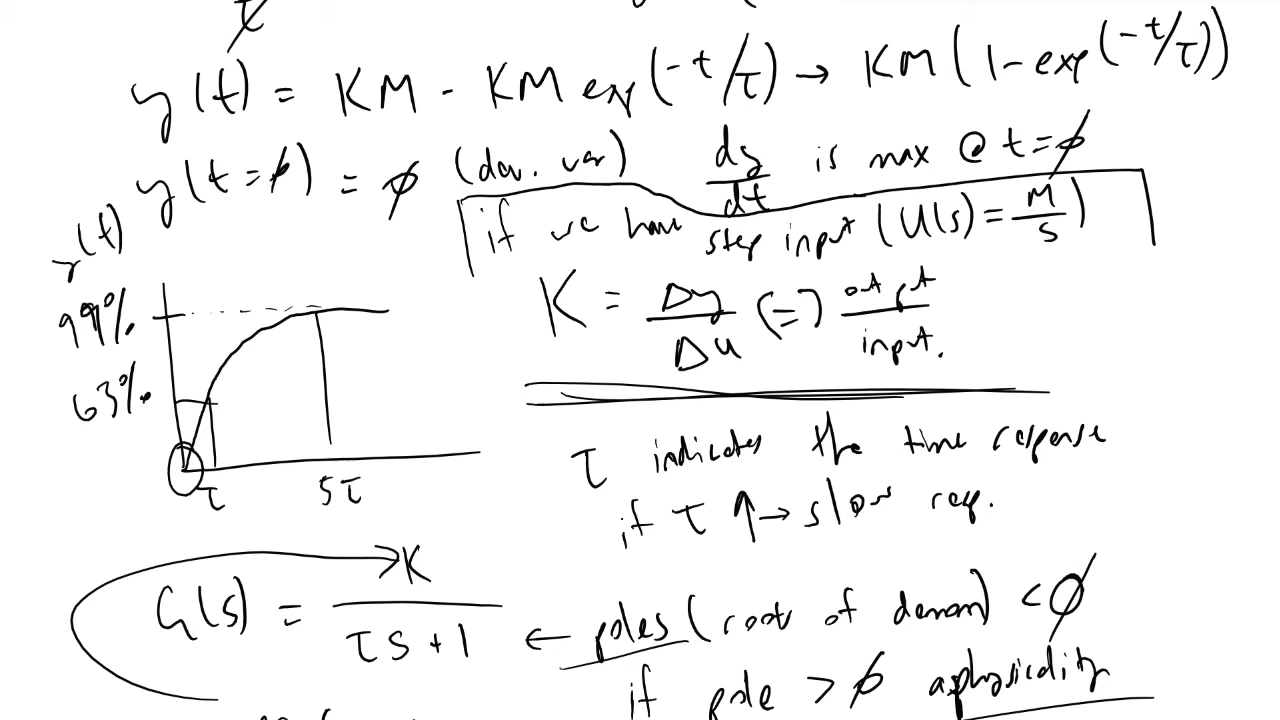 τ
y(t) = KM - KM exp(-t/τ) → KM(1-exp(-t/τ))
y(t=ϕ) = ϕ (dev. var) dy/dt is max @ t=ϕ
if we have step input (U(s) = M/s)
y(t)
99%
63%
τ 5τ
K = Δy/Δu (=) output/input.
τ indicates the time response
if τ ↑→ slow resp.
G(s) = K/(τs+1) ← poles (roots of denom) < ϕ
if pole > ϕ aphysicality